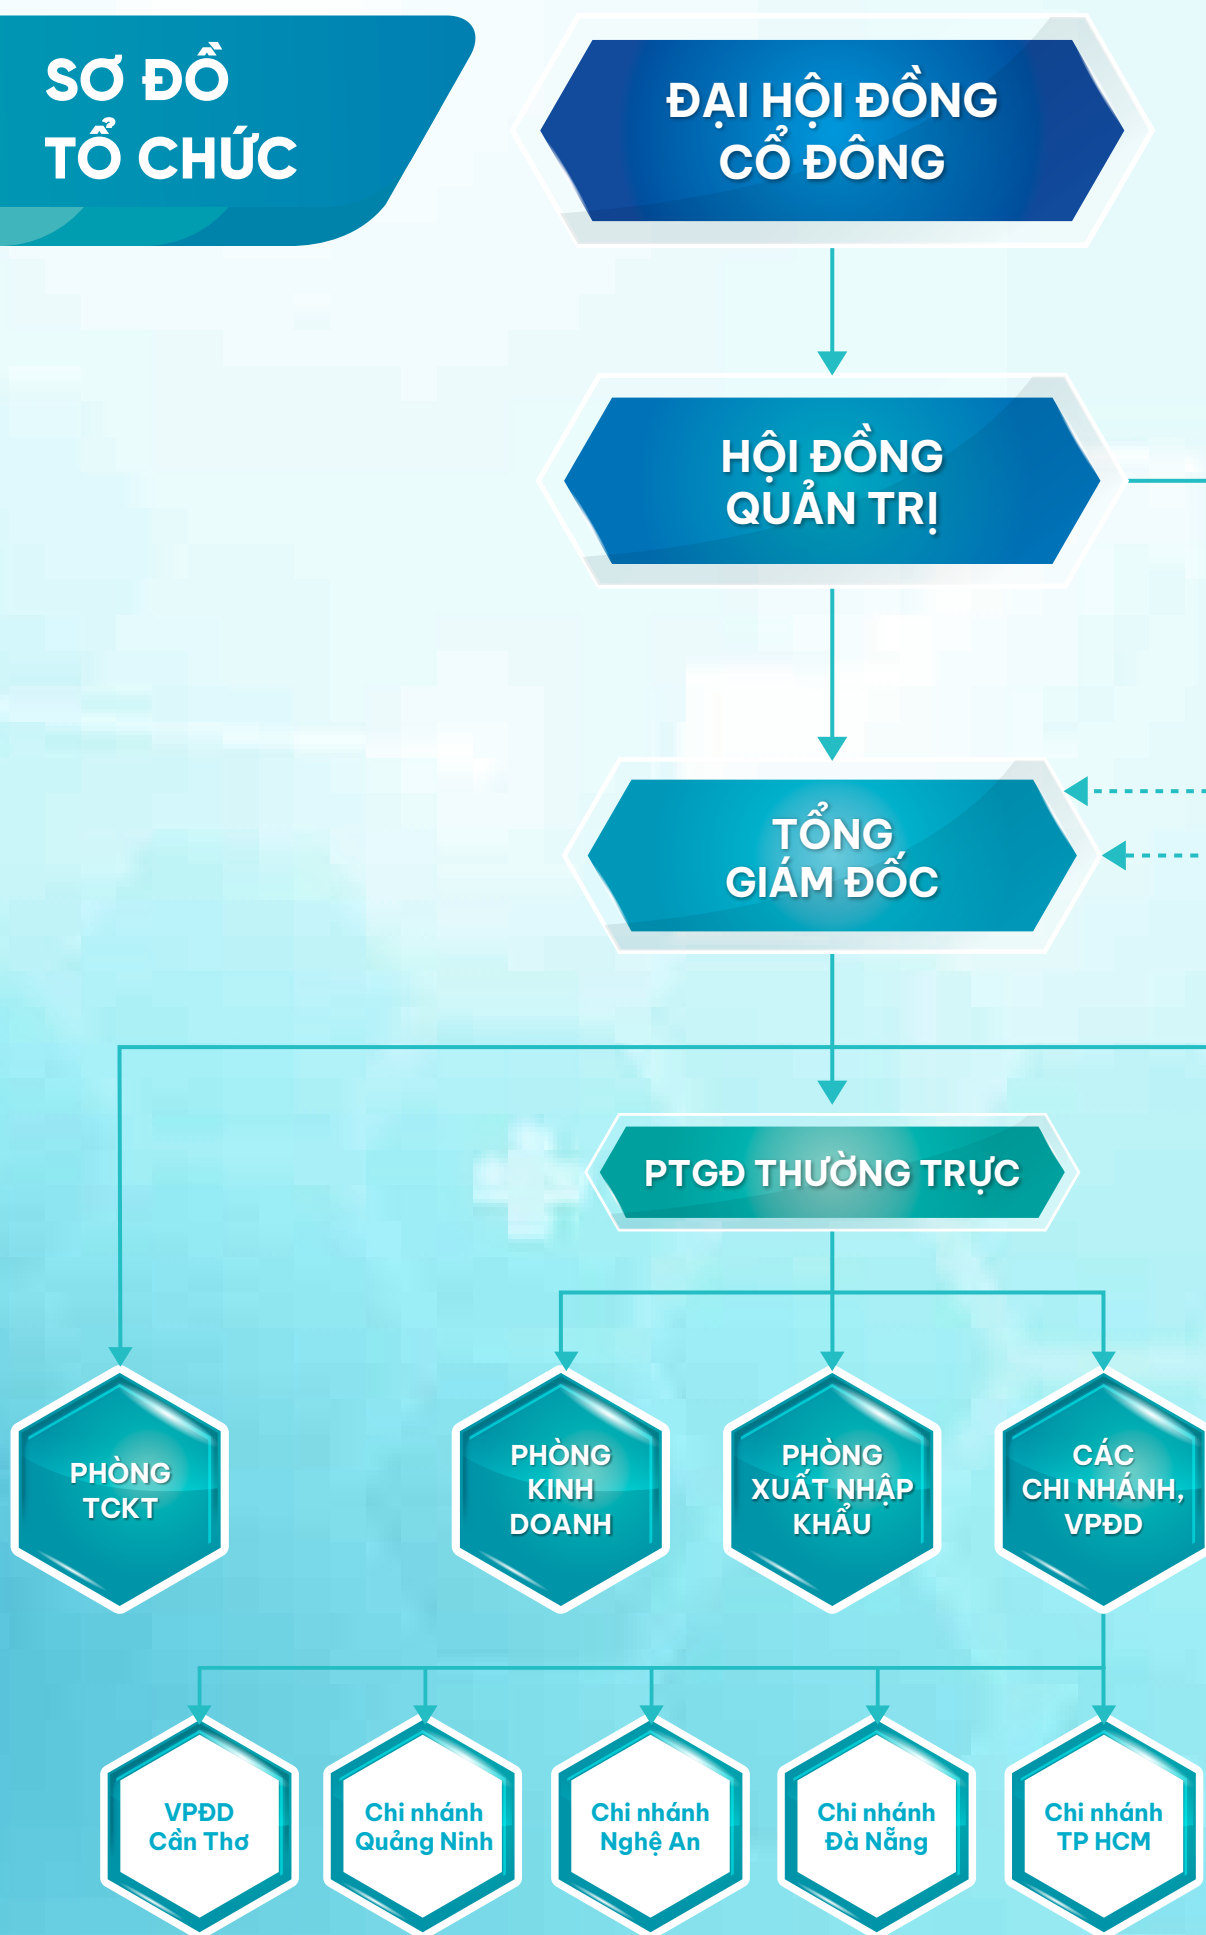 SƠ ĐỒ
TỔ CHỨC
ĐẠI HỘI ĐỒNG
CỔ ĐÔNG
HỘI ĐỒNG
QUẢN TRỊ
TỔNG
GIÁM ĐỐC
PTGĐ THƯỜNG TRỰC
PHÒNG
TCKT
PHÒNG
KINH
DOANH
PHÒNG
XUẤT NHẬP
KHẨU
CÁC
CHI NHÁNH,
VPĐD
VPĐD
Cần Thơ
Chi nhánh
Quảng Ninh
Chi nhánh
Nghệ An
Chi nhánh
Đà Nẵng
Chi nhánh
TP HCM